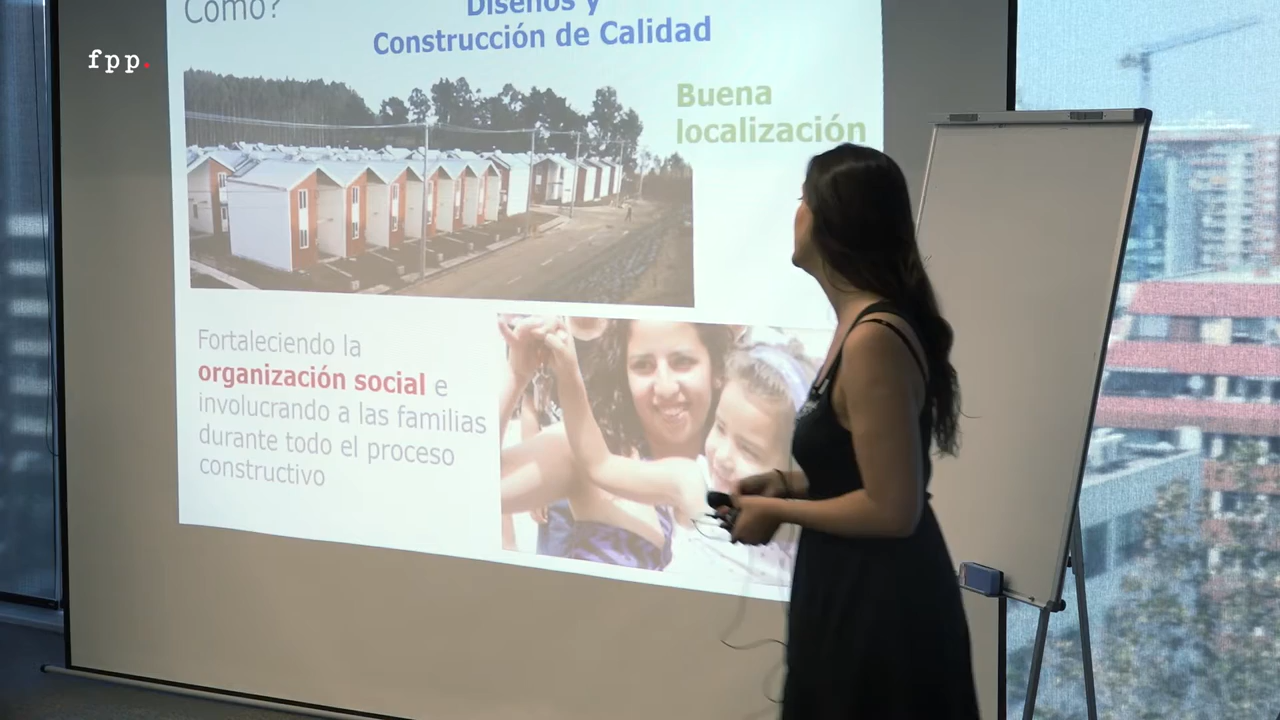 Cómo?
Diseños y
Construcción de Calidad
fpp.
Buena
localización
Fortaleciendo la
organización social e
involucrando a las familias
durante todo el proceso
constructivo